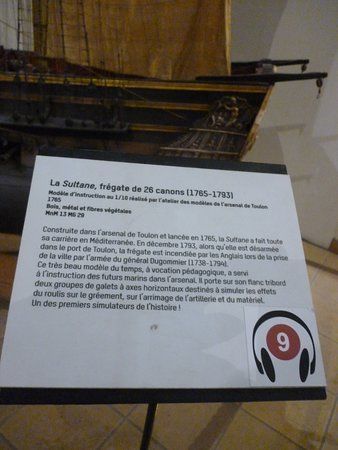 La Sultane, frégate de 26 canons (1765-1793)
Modèle d'instruction au 1/10 réalisé par l'atelier des modèles de l'arsenal de Toulon
1765
Bois, métal et fibres végétales
MnM 13 MG 29
Construite dans l'arsenal de Toulon et lancée en 1765, la Sultane a fait toute
sa carrière en Méditerranée. En décembre 1793, alors qu'elle est désarmée
dans le port de Toulon, la frégate est incendiée par les Anglais lors de la prise
de la ville par l'armée du général Dugommier (1738-1794).
Ce très beau modèle du temps, à vocation pédagogique, a servi
à l'instruction des futurs marins dans l'arsenal. Il porte sur son flanc tribord
deux groupes de galets à axes horizontaux destinés à simuler les effets
du roulis sur le gréement, sur l'arrimage de l'artillerie et du matériel.
Un des premiers simulateurs de l'histoire !
9